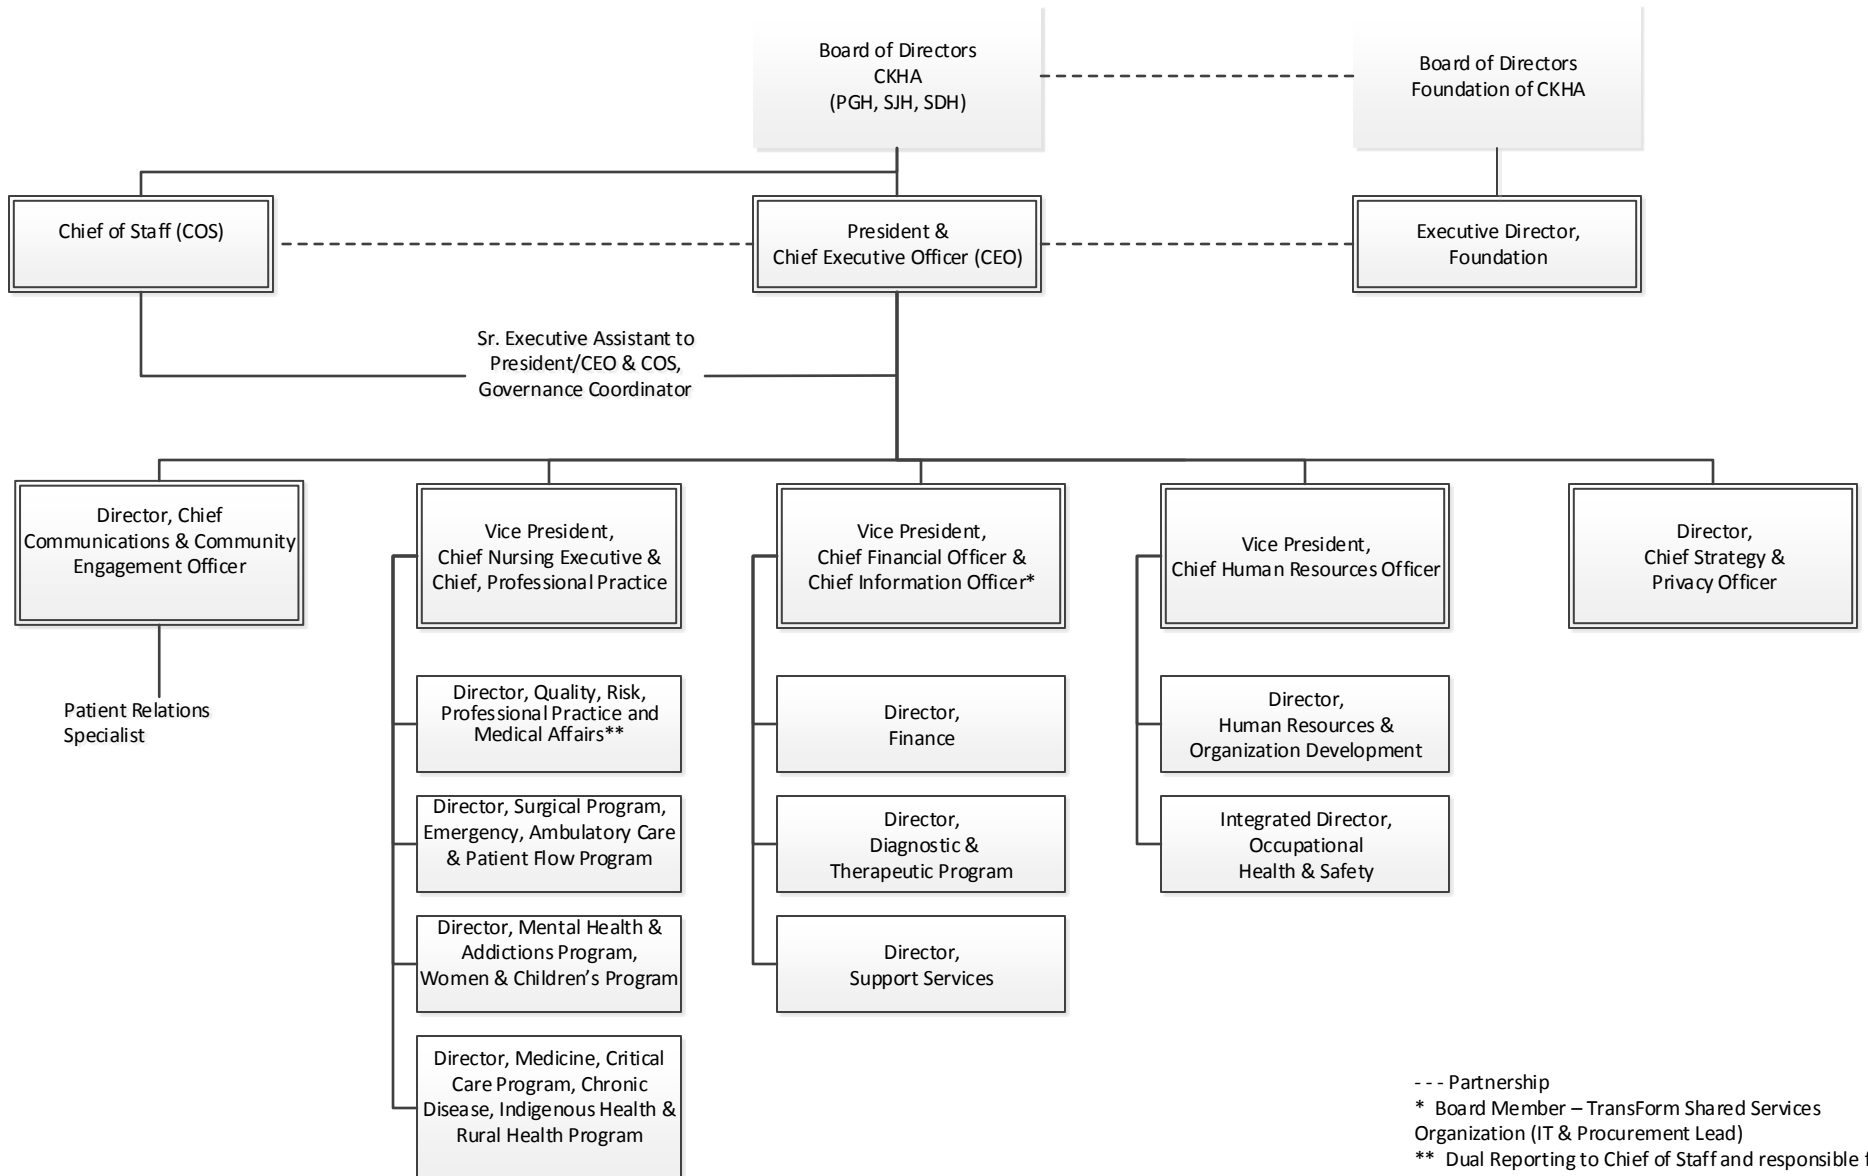 Board of Directors
CKHA
(PGH, SJH, SDH)
Board of Directors
Foundation of CKHA
Chief of Staff (COS)
President &
Chief Executive Officer (CEO)
Executive Director,
Foundation
Sr. Executive Assistant to
President/CEO & COS,
Governance Coordinator
Director, Chief
Communications & Community
Engagement Officer
Patient Relations
Specialist
Vice President,
Chief Nursing Executive &
Chief, Professional Practice
Director, Quality, Risk,
Professional Practice and
Medical Affairs**
Director, Surgical Program,
Emergency, Ambulatory Care
& Patient Flow Program
Director, Mental Health &
Addictions Program,
Women & Children’s Program
Director, Medicine, Critical
Care Program, Chronic
Disease, Indigenous Health &
Rural Health Program
Vice President,
Chief Financial Officer &
Chief Information Officer*
Director,
Finance
Director,
Diagnostic &
Therapeutic Program
Director,
Support Services
Vice President,
Chief Human Resources Officer
Director,
Human Resources &
Organization Development
Integrated Director,
Occupational
Health & Safety
Director,
Chief Strategy &
Privacy Officer
- - - Partnership
* Board Member – TransForm Shared Services
Organization (IT & Procurement Lead)
** Dual Reporting to Chief of Staff and responsible